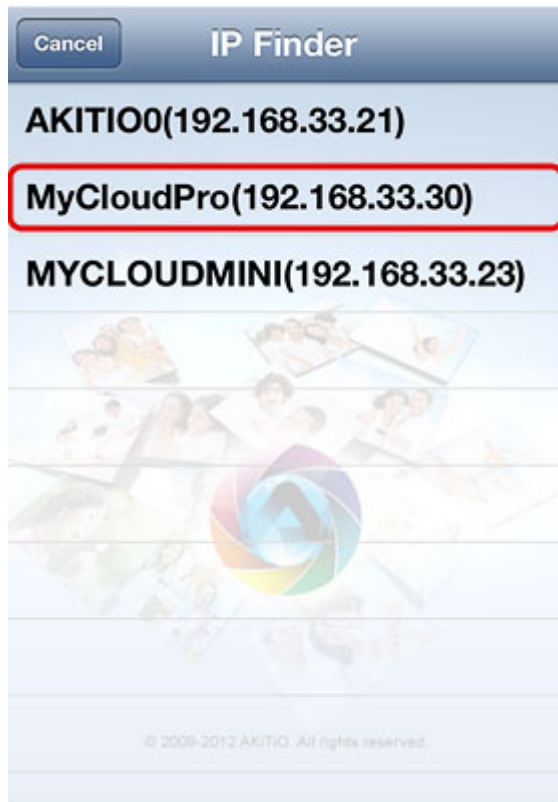 Cancel
IP Finder
AKITIO0(192.168.33.21)
MyCloudPro(192.168.33.30)
MYCLOUDMINI(192.168.33.23)
© 2009-2012 AKiTiO. All rights reserved.